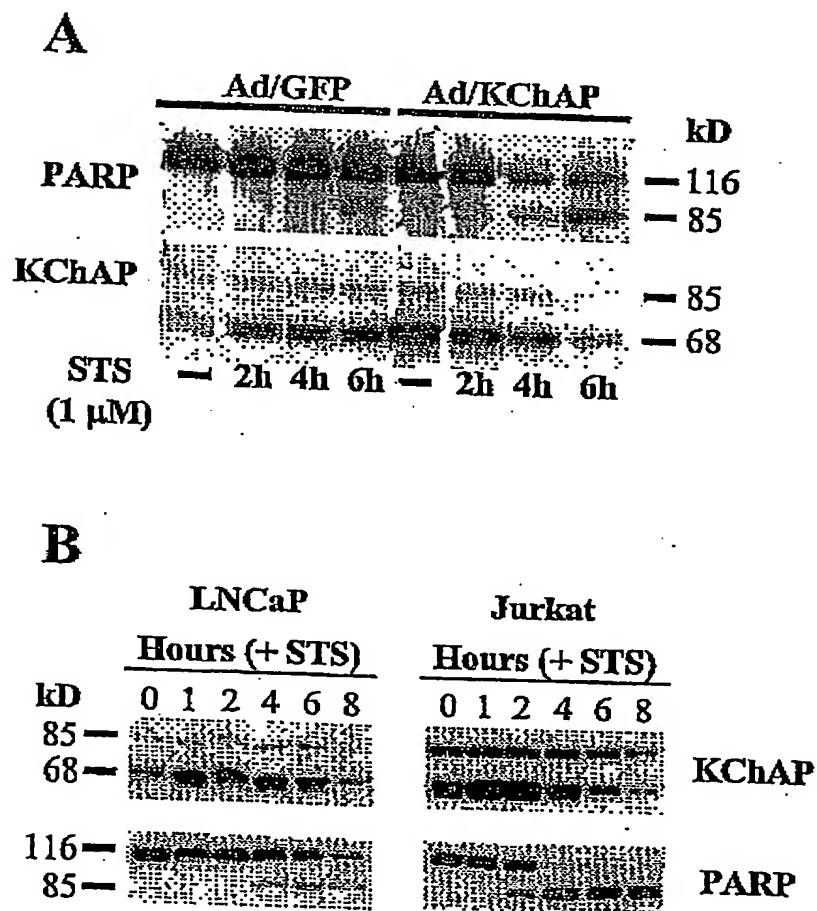 A
Ad/GFP Ad/KChAP
kD
PARP
116
85
KChAP
85
68
STS
(1 µM)
— 2h 4h 6h — 2h 4h 6h
B
LNCaP
Hours (+ STS)
kD
0 1 2 4 6 8
85
68
116
85
Jurkat
Hours (+ STS)
0 1 2 4 6 8
KChAP
PARP